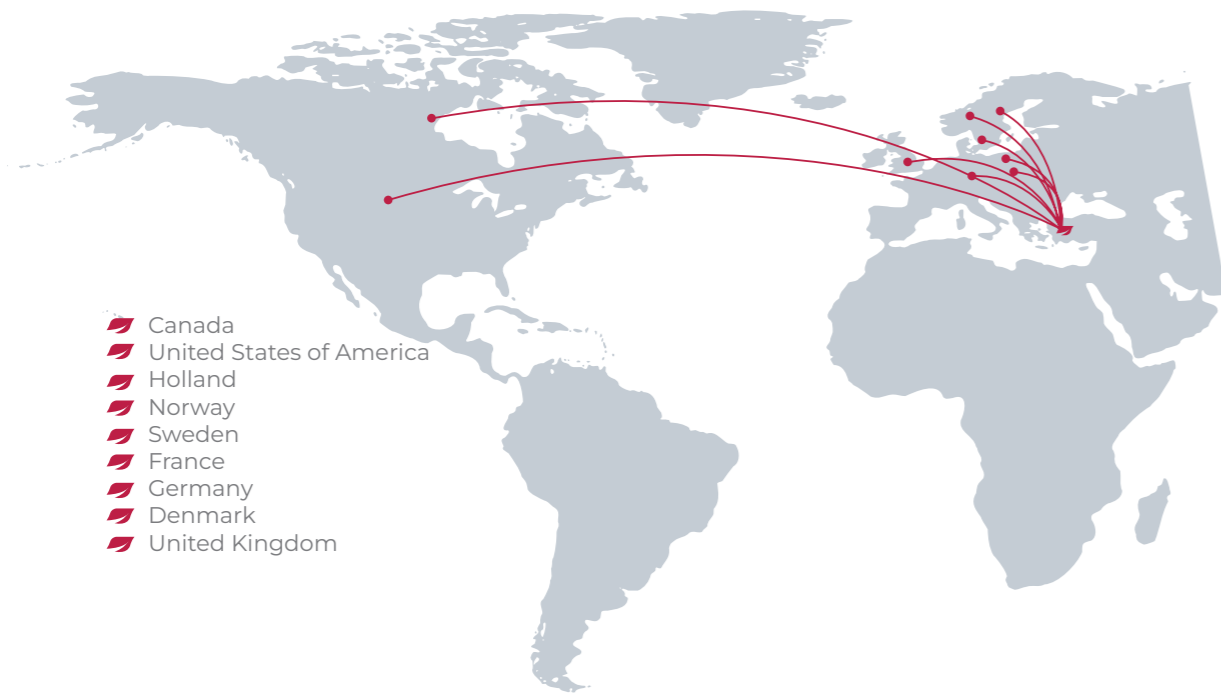 Canada
United States of America
Holland
Norway
Sweden
France
Germany
Denmark
United Kingdom